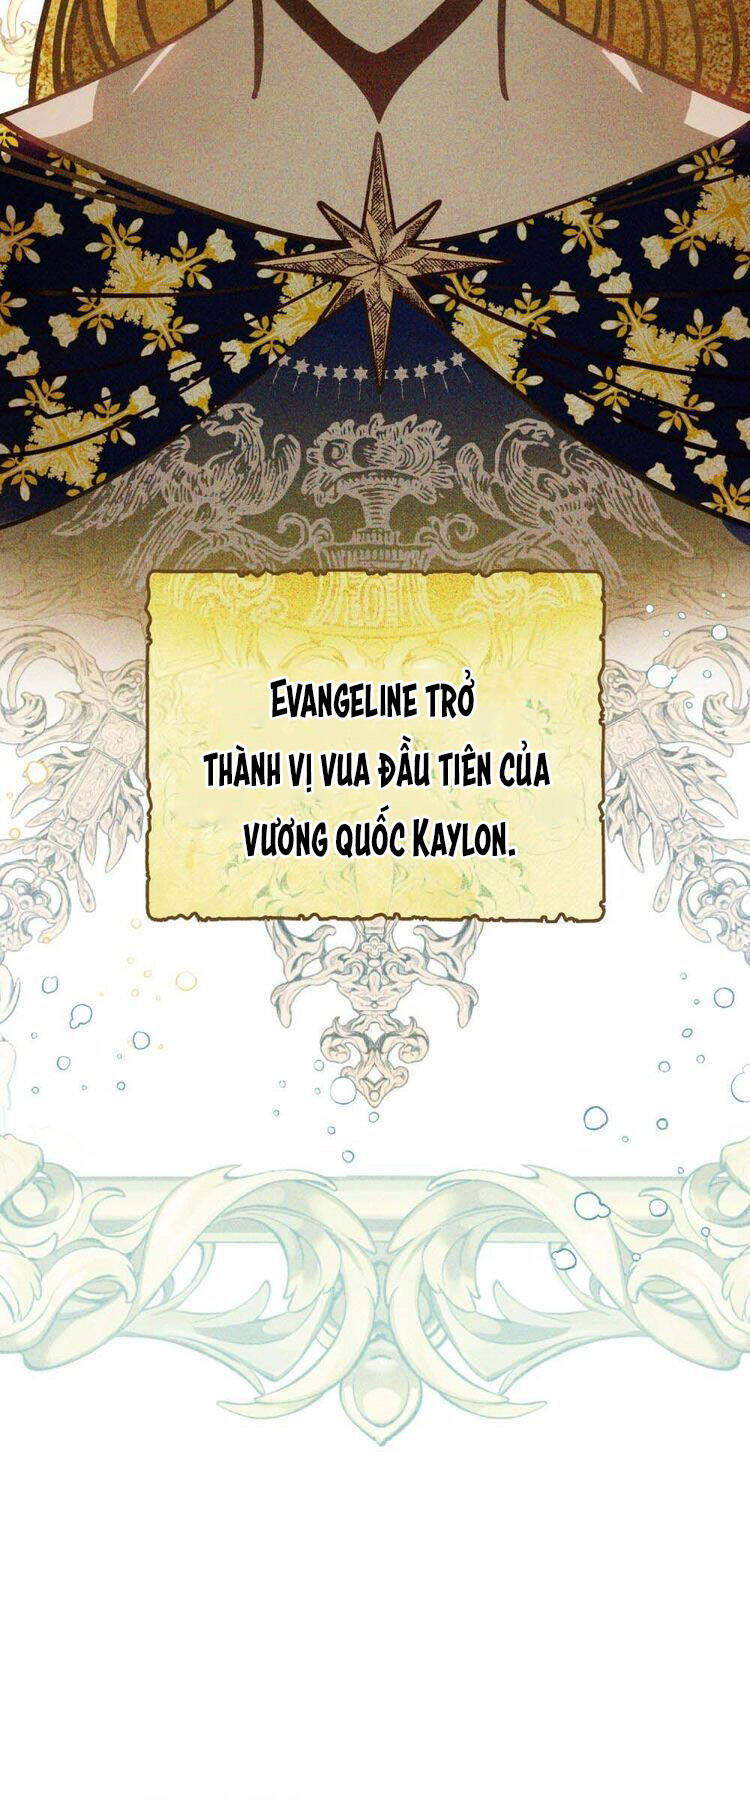 EVANGELINE TRỞ
THÀNH VỊ VUA ĐẦU TIÊN CỦA
VƯƠNG QUỐC KAYLON.